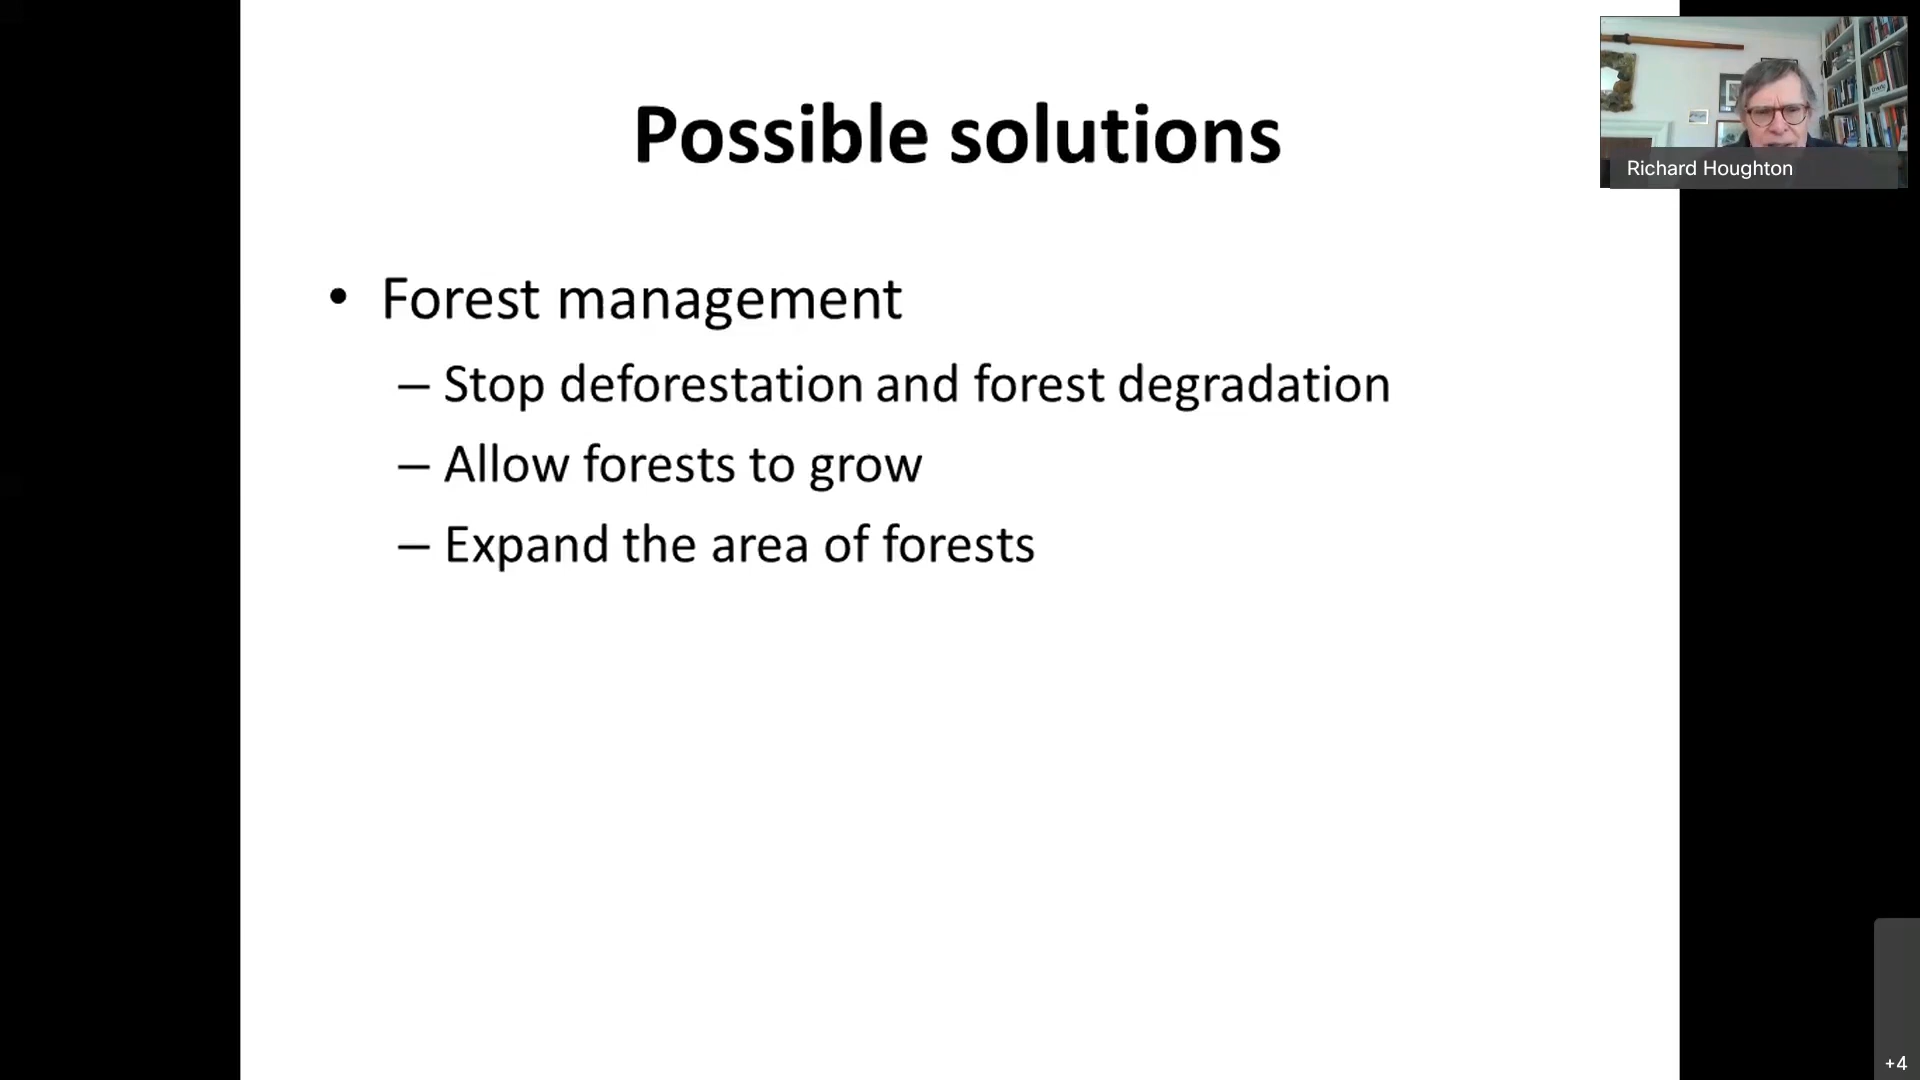 Possible solutions
Richard Houghton
• Forest management
– Stop deforestation and forest degradation
– Allow forests to grow
– Expand the area of forests
+4